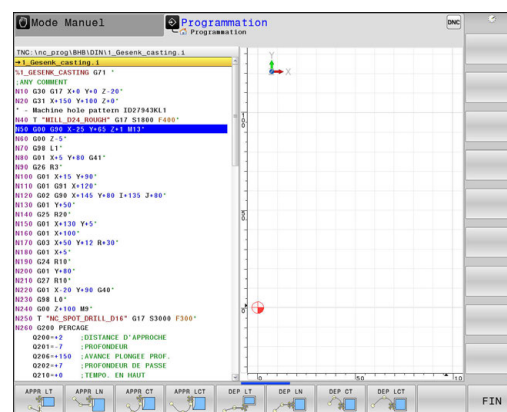 Mode Manuel
Programmation
Programmation
DNC
TNC:\nc_prog\BHB\DIN\1_Gesenk_casting.i
→1_Gesenk_casting.i
%1_GESENK_CASTING G71 *
;ANY COMMENT
N10 G30 G17 X+0 Y+0 Z-20*
N20 G31 X+150 Y+100 Z+0*
* - Machine hole pattern ID27943KL1
N40 T "MILL_D24_ROUGH" G17 S1800 F400*
N50 G00 G90 X-25 Y+65 Z+1 M13*
N60 G00 Z-5*
N70 G98 L1*
N80 G01 X+5 Y+80 G41*
N90 G26 R3*
N100 G01 X+15 Y+90*
N110 G01 G91 X+120*
N120 G02 G90 X+145 Y+80 I+135 J+80*
N130 G01 Y+50*
N140 G25 R20*
N150 G01 X+130 Y+5*
N160 G01 X+100*
N170 G03 X+50 Y+12 R+30*
N180 G01 X+5*
N190 G24 R10*
N200 G01 Y+80*
N210 G27 R10*
N220 G01 X-20 Y+90 G40*
N230 G98 L0*
N240 G00 Z+100 M9*
N250 T "NC_SPOT_DRILL_D16" G17 S3000 F300*
N260 G200 PERCAGE
Q200=+2 ;DISTANCE D'APPROCHE
Q201=-7 ;PROFONDEUR
Q206=+150 ;AVANCE PLONGEE PROF.
Q202=+7 ;PROFONDEUR DE PASSE
Q210=+0 ;TEMPO. EN HAUT
Y
X
100
50
0
0
50
10
APPR LT
APPR LN
APPR CT
APPR LCT
DEP LT
DEP LN
DEP CT
DEP LCT
FIN